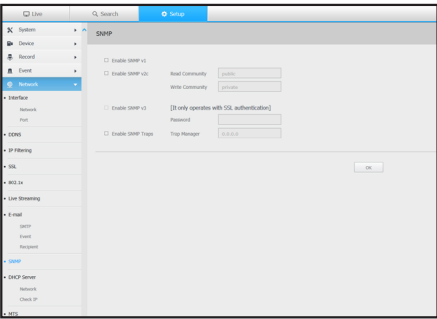 Live
Search
Setup
System
Device
Record
Event
Network
Interface
Network
Port
DDNS
IP Filtering
SSL
802.1x
Live Streaming
E-mail
SMTP
Event
Recipient
SNMP
DHCP Server
Network
Check IP
MTS
SNMP
Enable SNMP v1
Enable SNMP v2c Read Community public
Write Community private
Enable SNMP v3 [It only operates with SSL authentication]
Password
Enable SNMP Traps Trap Manager 0.0.0.0
OK